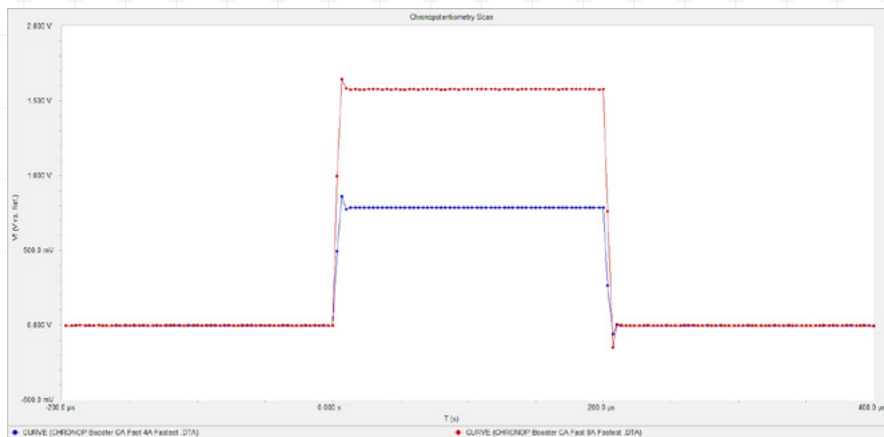 Chronopotentiometry Scan
2.000 V
1.500 V
1.000 V
500.0 mV
0.000 V
-500.0 mV
Vf (V vs. Ref.)
-200.0 µs
0.000 s
200.0 µs
400.0 µs
T (s)
CURVE (CHRONOP Booster CA Fast 4A Fastest .DTA)
CURVE (CHRONOP Booster CA Fast 8A Fastest .DTA)